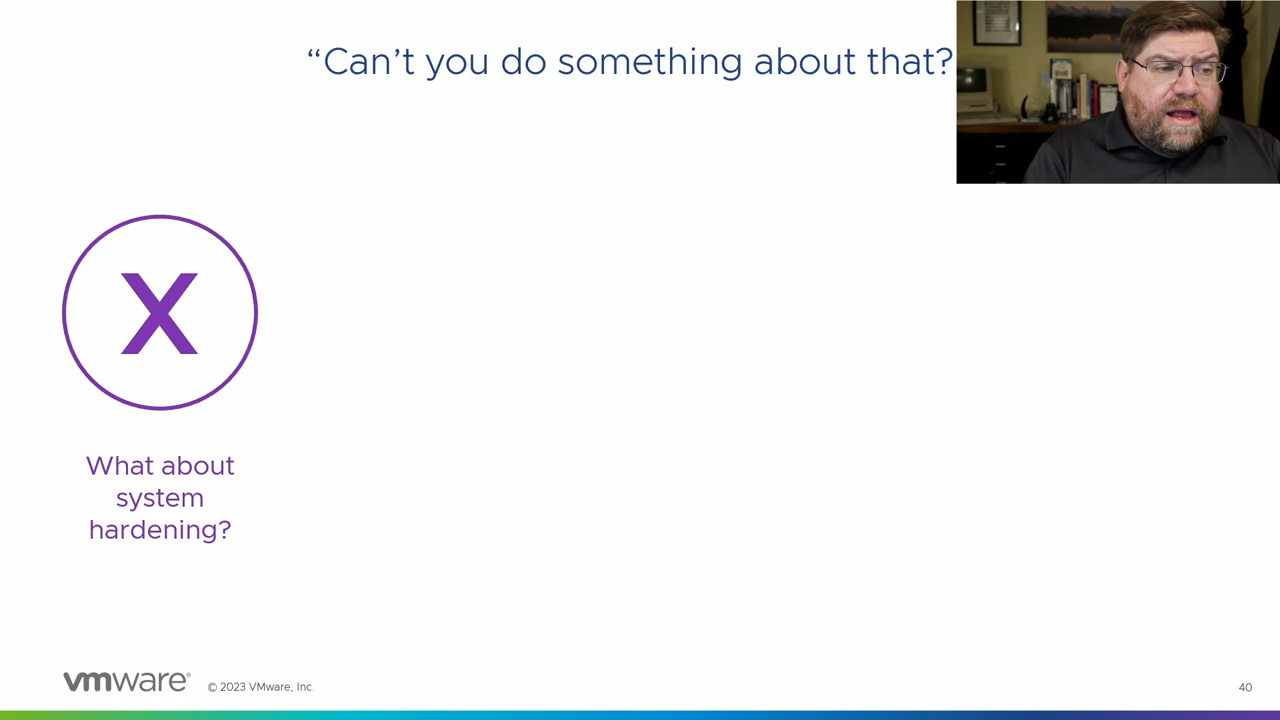 “Can’t you do something about that?
X
What about
system
hardening?
vmware®
© 2023 VMware, Inc.
40